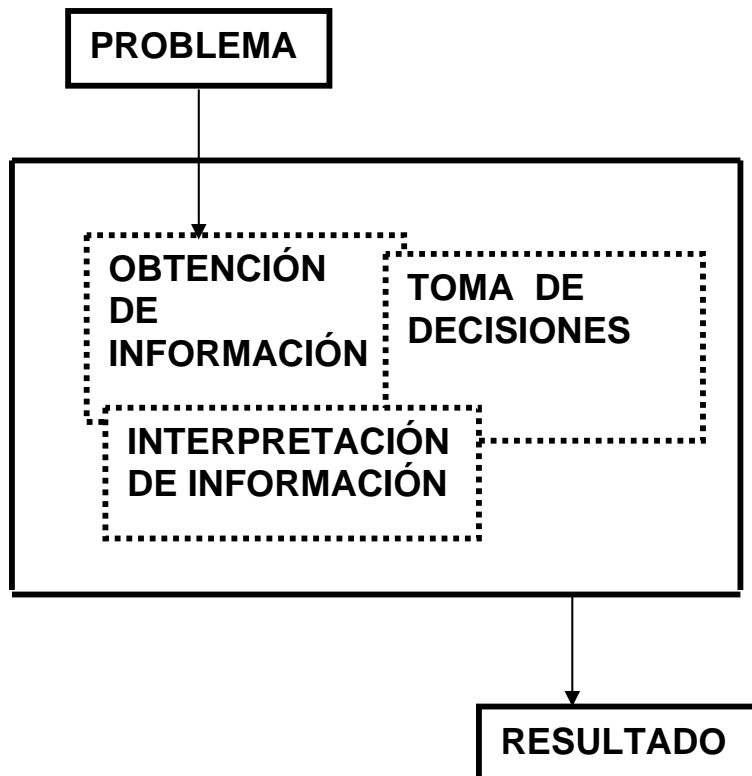 PROBLEMA
OBTENCIÓN
DE
INFORMACIÓN
TOMA DE
DECISIONES
INTERPRETACIÓN
DE INFORMACIÓN
RESULTADO